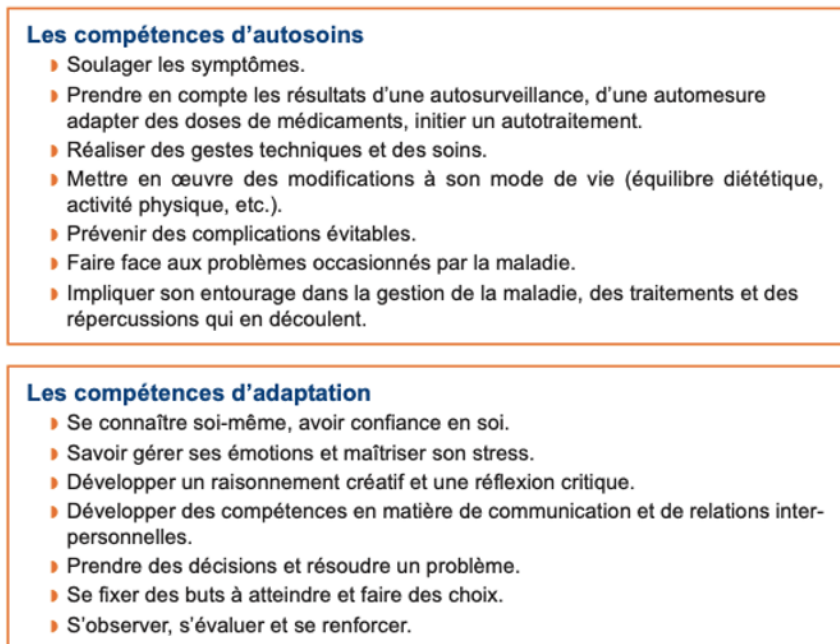 Les compétences d'autosoins
Soulager les symptômes.
Prendre en compte les résultats d'une autosurveillance, d'une automesure
adapter des doses de médicaments, initier un autotraitement.
Réaliser des gestes techniques et des soins.
Mettre en œuvre des modifications à son mode de vie (équilibre diététique,
activité physique, etc.).
Prévenir des complications évitables.
Faire face aux problèmes occasionnés par la maladie.
Impliquer son entourage dans la gestion de la maladie, des traitements et des
répercussions qui en découlent.
Les compétences d'adaptation
Se connaître soi-même, avoir confiance en soi.
Savoir gérer ses émotions et maîtriser son stress.
Développer un raisonnement créatif et une réflexion critique.
Développer des compétences en matière de communication et de relations inter-
personnelles.
Prendre des décisions et résoudre un problème.
Se fixer des buts à atteindre et faire des choix.
S'observer, s'évaluer et se renforcer.